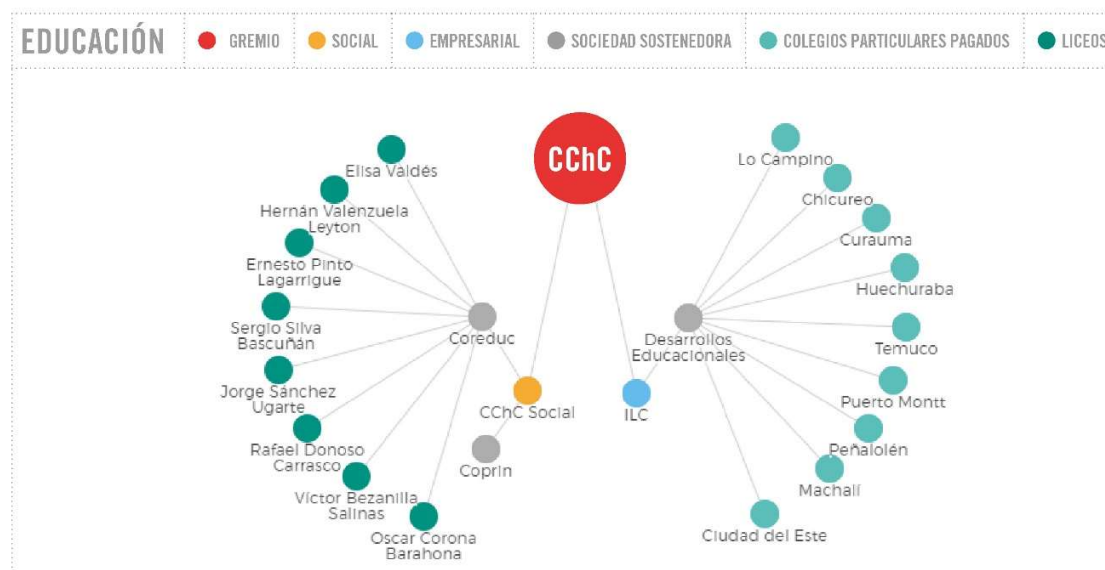 EDUCACIÓN
GREMIO
SOCIAL
EMPRESARIAL
SOCIEDAD SOSTENEDORA
COLEGIOS PARTICULARES PAGADOS
LICEOS
CChC
Elisa Valdés
Hernán Valenzuela
Leyton
Ernesto Pinto
Lagarrigue
Sergio Silva
Bascuñán
Jorge Sánchez
Ugarte
Rafael Donoso
Carrasco
Víctor Bezanilla
Salinas
Oscar Corona
Barahona
Coreduc
CChC Social
Coprin
ILC
Desarrollos
Educacionales
Lo Campino
Chicureo
Curauma
Huechuraba
Temuco
Puerto Montt
Peñalolén
Machalí
Ciudad del Este